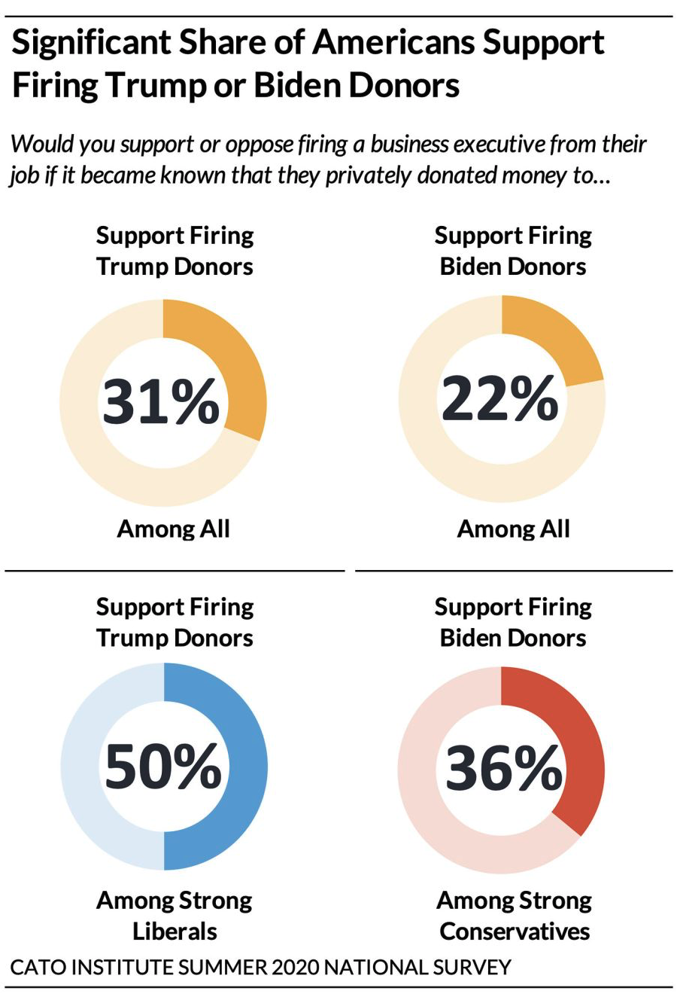 Significant Share of Americans Support
Firing Trump or Biden Donors
Would you support or oppose firing a business executive from their
job if it became known that they privately donated money to...
Support Firing
Trump Donors
31%
Among All
Support Firing
Biden Donors
22%
Among All
Support Firing
Trump Donors
50%
Among Strong
Liberals
Support Firing
Biden Donors
36%
Among Strong
Conservatives
CATO INSTITUTE SUMMER 2020 NATIONAL SURVEY